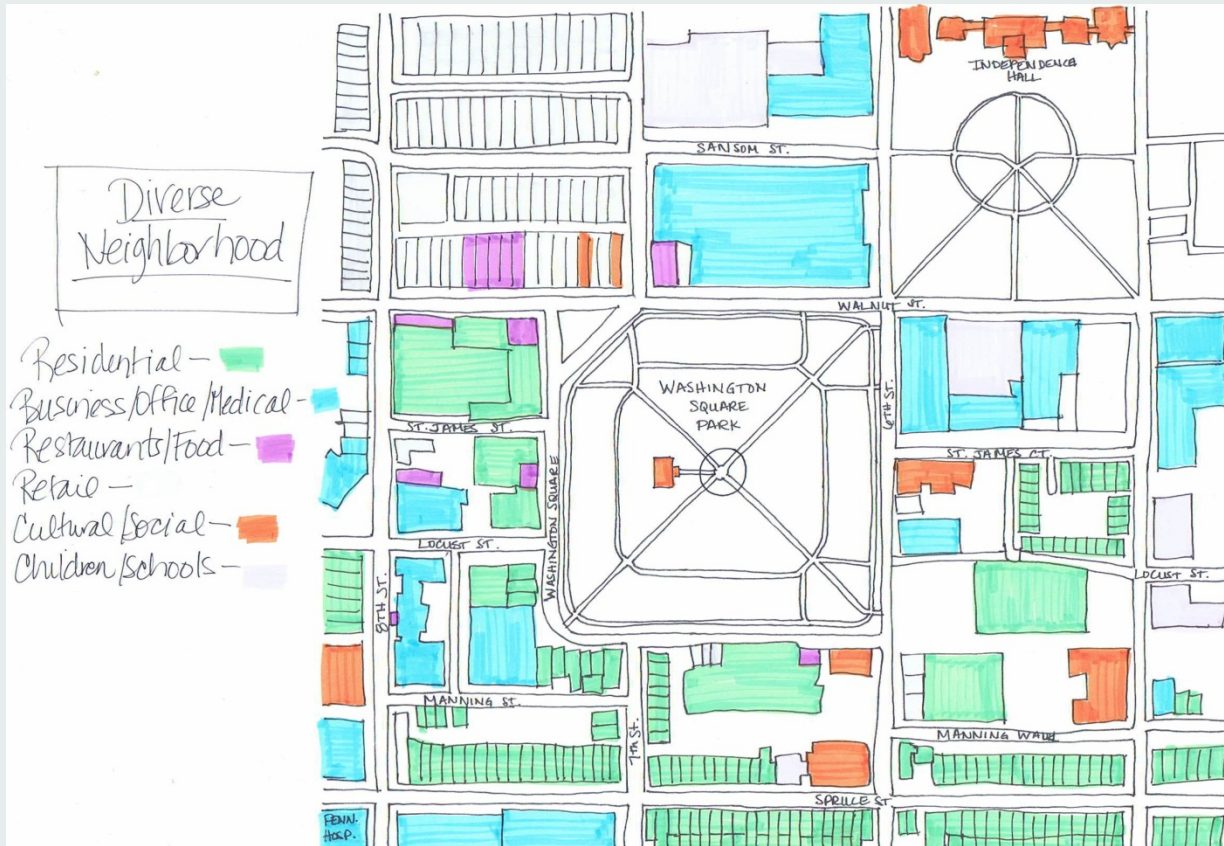 Diverse
Neighborhood
Residential -
Business/Office/Medical -
Restaurants/Food -
Retail -
Cultural/Social -
Children/Schools -
INDEPENDENCE
HALL
SANSOM ST.
WALNUT ST.
WASHINGTON
SQUARE
PARK
6TH ST.
ST. JAMES ST.
ST. JAMES CT.
WASHINGTON SQUARE
LOCUST ST.
LOCUST ST.
8TH ST.
MANNING ST.
7TH ST.
MANNING WALK
SPRUCE ST
PENN.
HOSP.